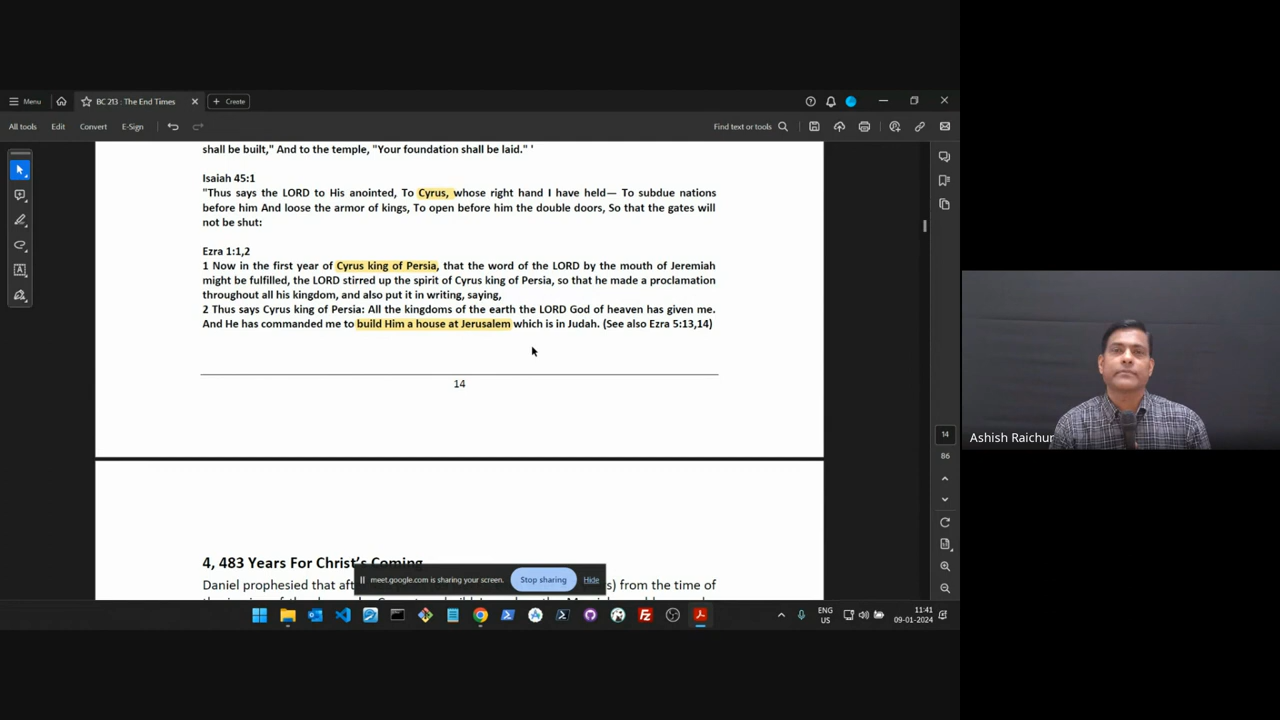 Menu
BC 213 : The End Times
Create
All tools
Edit
Convert
E-Sign
Find text or tools
shall be built," And to the temple, "Your foundation shall be laid." '
Isaiah 45:1
"Thus says the LORD to His anointed, To Cyrus, whose right hand I have held— To subdue nations
before him And loose the armor of kings, To open before him the double doors, So that the gates will
not be shut:
Ezra 1:1,2
1 Now in the first year of Cyrus king of Persia, that the word of the LORD by the mouth of Jeremiah
might be fulfilled, the LORD stirred up the spirit of Cyrus king of Persia, so that he made a proclamation
throughout all his kingdom, and also put it in writing, saying,
2 Thus says Cyrus king of Persia: All the kingdoms of the earth the LORD God of heaven has given me.
And He has commanded me to build Him a house at Jerusalem which is in Judah. (See also Ezra 5:13,14)
14
14
86
Ashish Raichur
4, 483 Years For Christ's Coming
Daniel prophesied that aft
) from the time of
meet.google.com is sharing your screen.
Stop sharing
Hide
ENG
US
11:41
09-01-2024